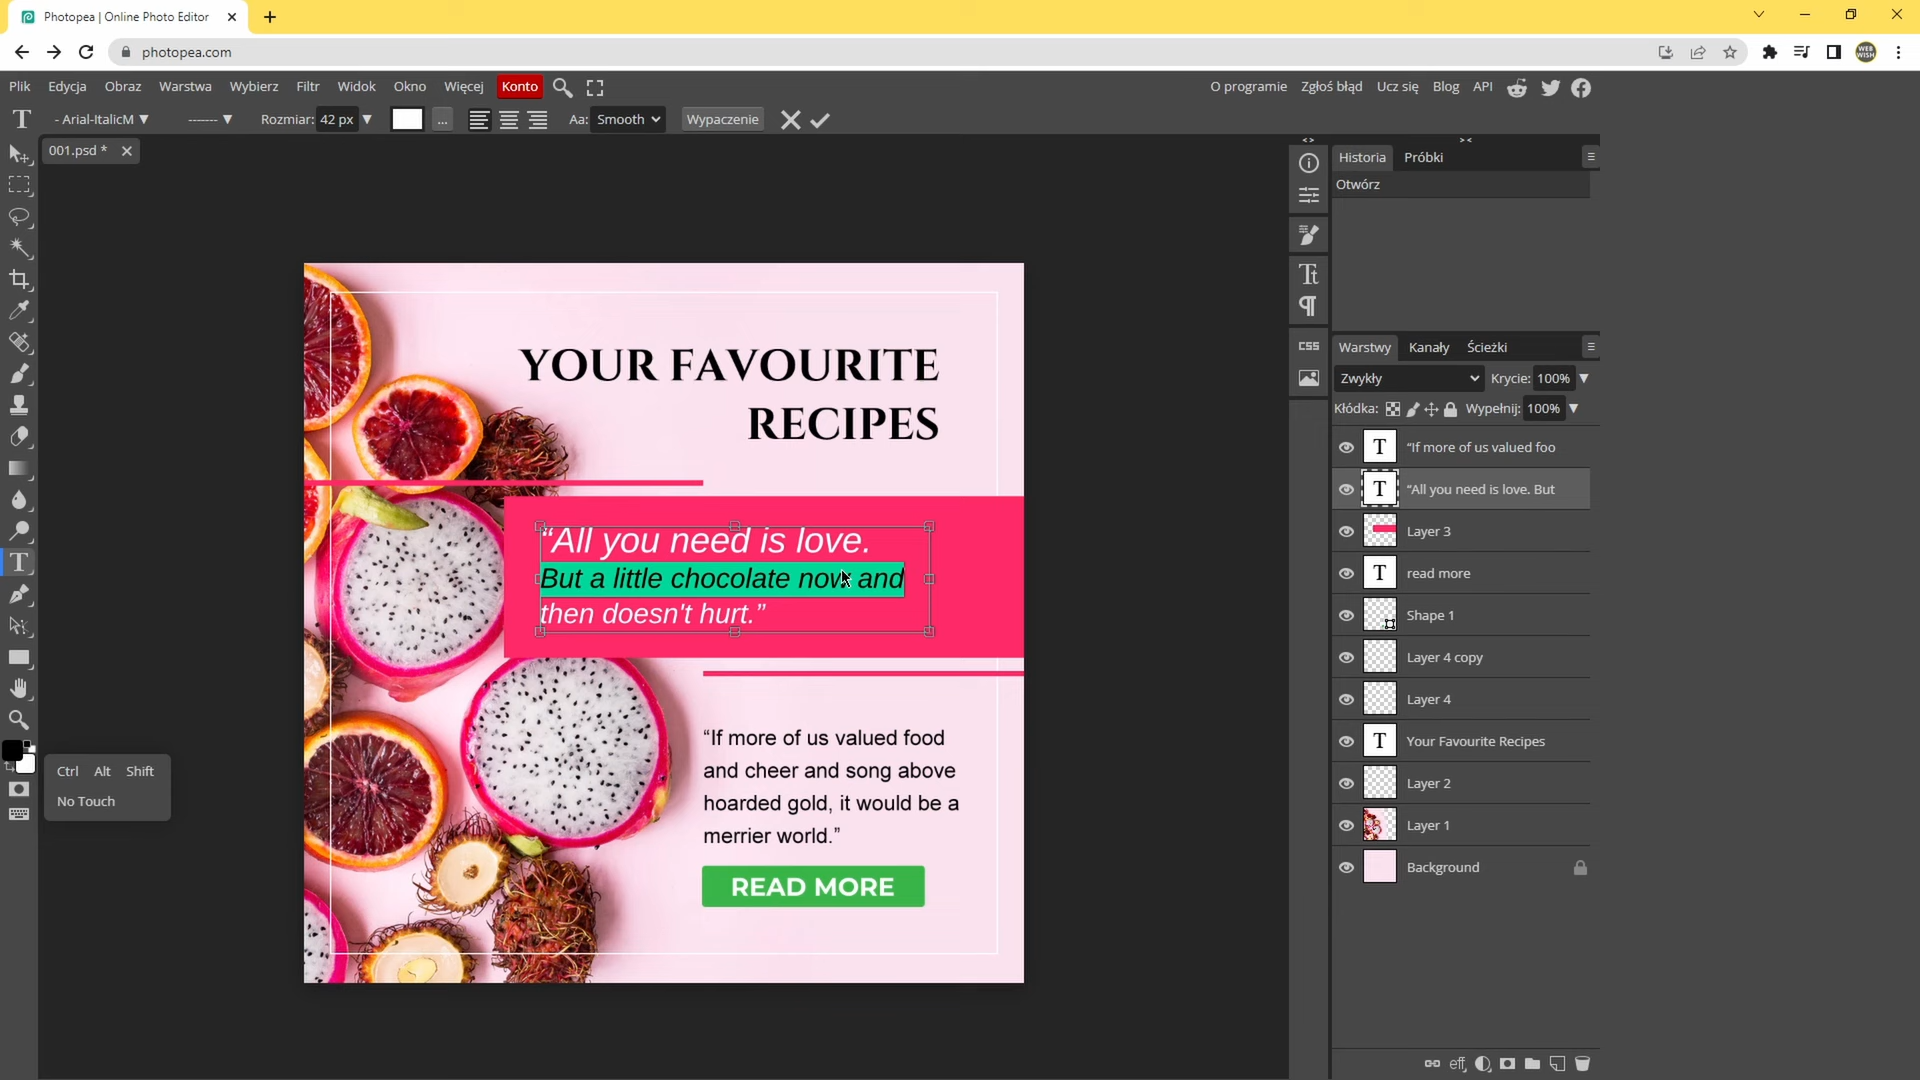 Photopea | Online Photo Editor
photopea.com
WEB WISH
Plik Edycja Obraz Warstwa Wybierz Filtr Widok Okno Więcej Konto
O programie Zgłoś błąd Ucz się Blog API
- Arial-ItalicM ------- Rozmiar: 42 px ... Aa: Smooth Wypaczenie
001.psd *
Historia Próbki
Otwórz
CSS
Warstwy Kanały Ścieżki
Zwykły Krycie: 100%
Kłódka: Wypełnij: 100%
T “If more of us valued foo
T “All you need is love. But
Layer 3
T read more
Shape 1
Layer 4 copy
Layer 4
T Your Favourite Recipes
Layer 2
Layer 1
Background
eff
YOUR FAVOURITE
RECIPES
“All you need is love.
But a little chocolate now and
then doesn't hurt.”
“If more of us valued food
and cheer and song above
hoarded gold, it would be a
merrier world.”
READ MORE
Ctrl Alt Shift
No Touch